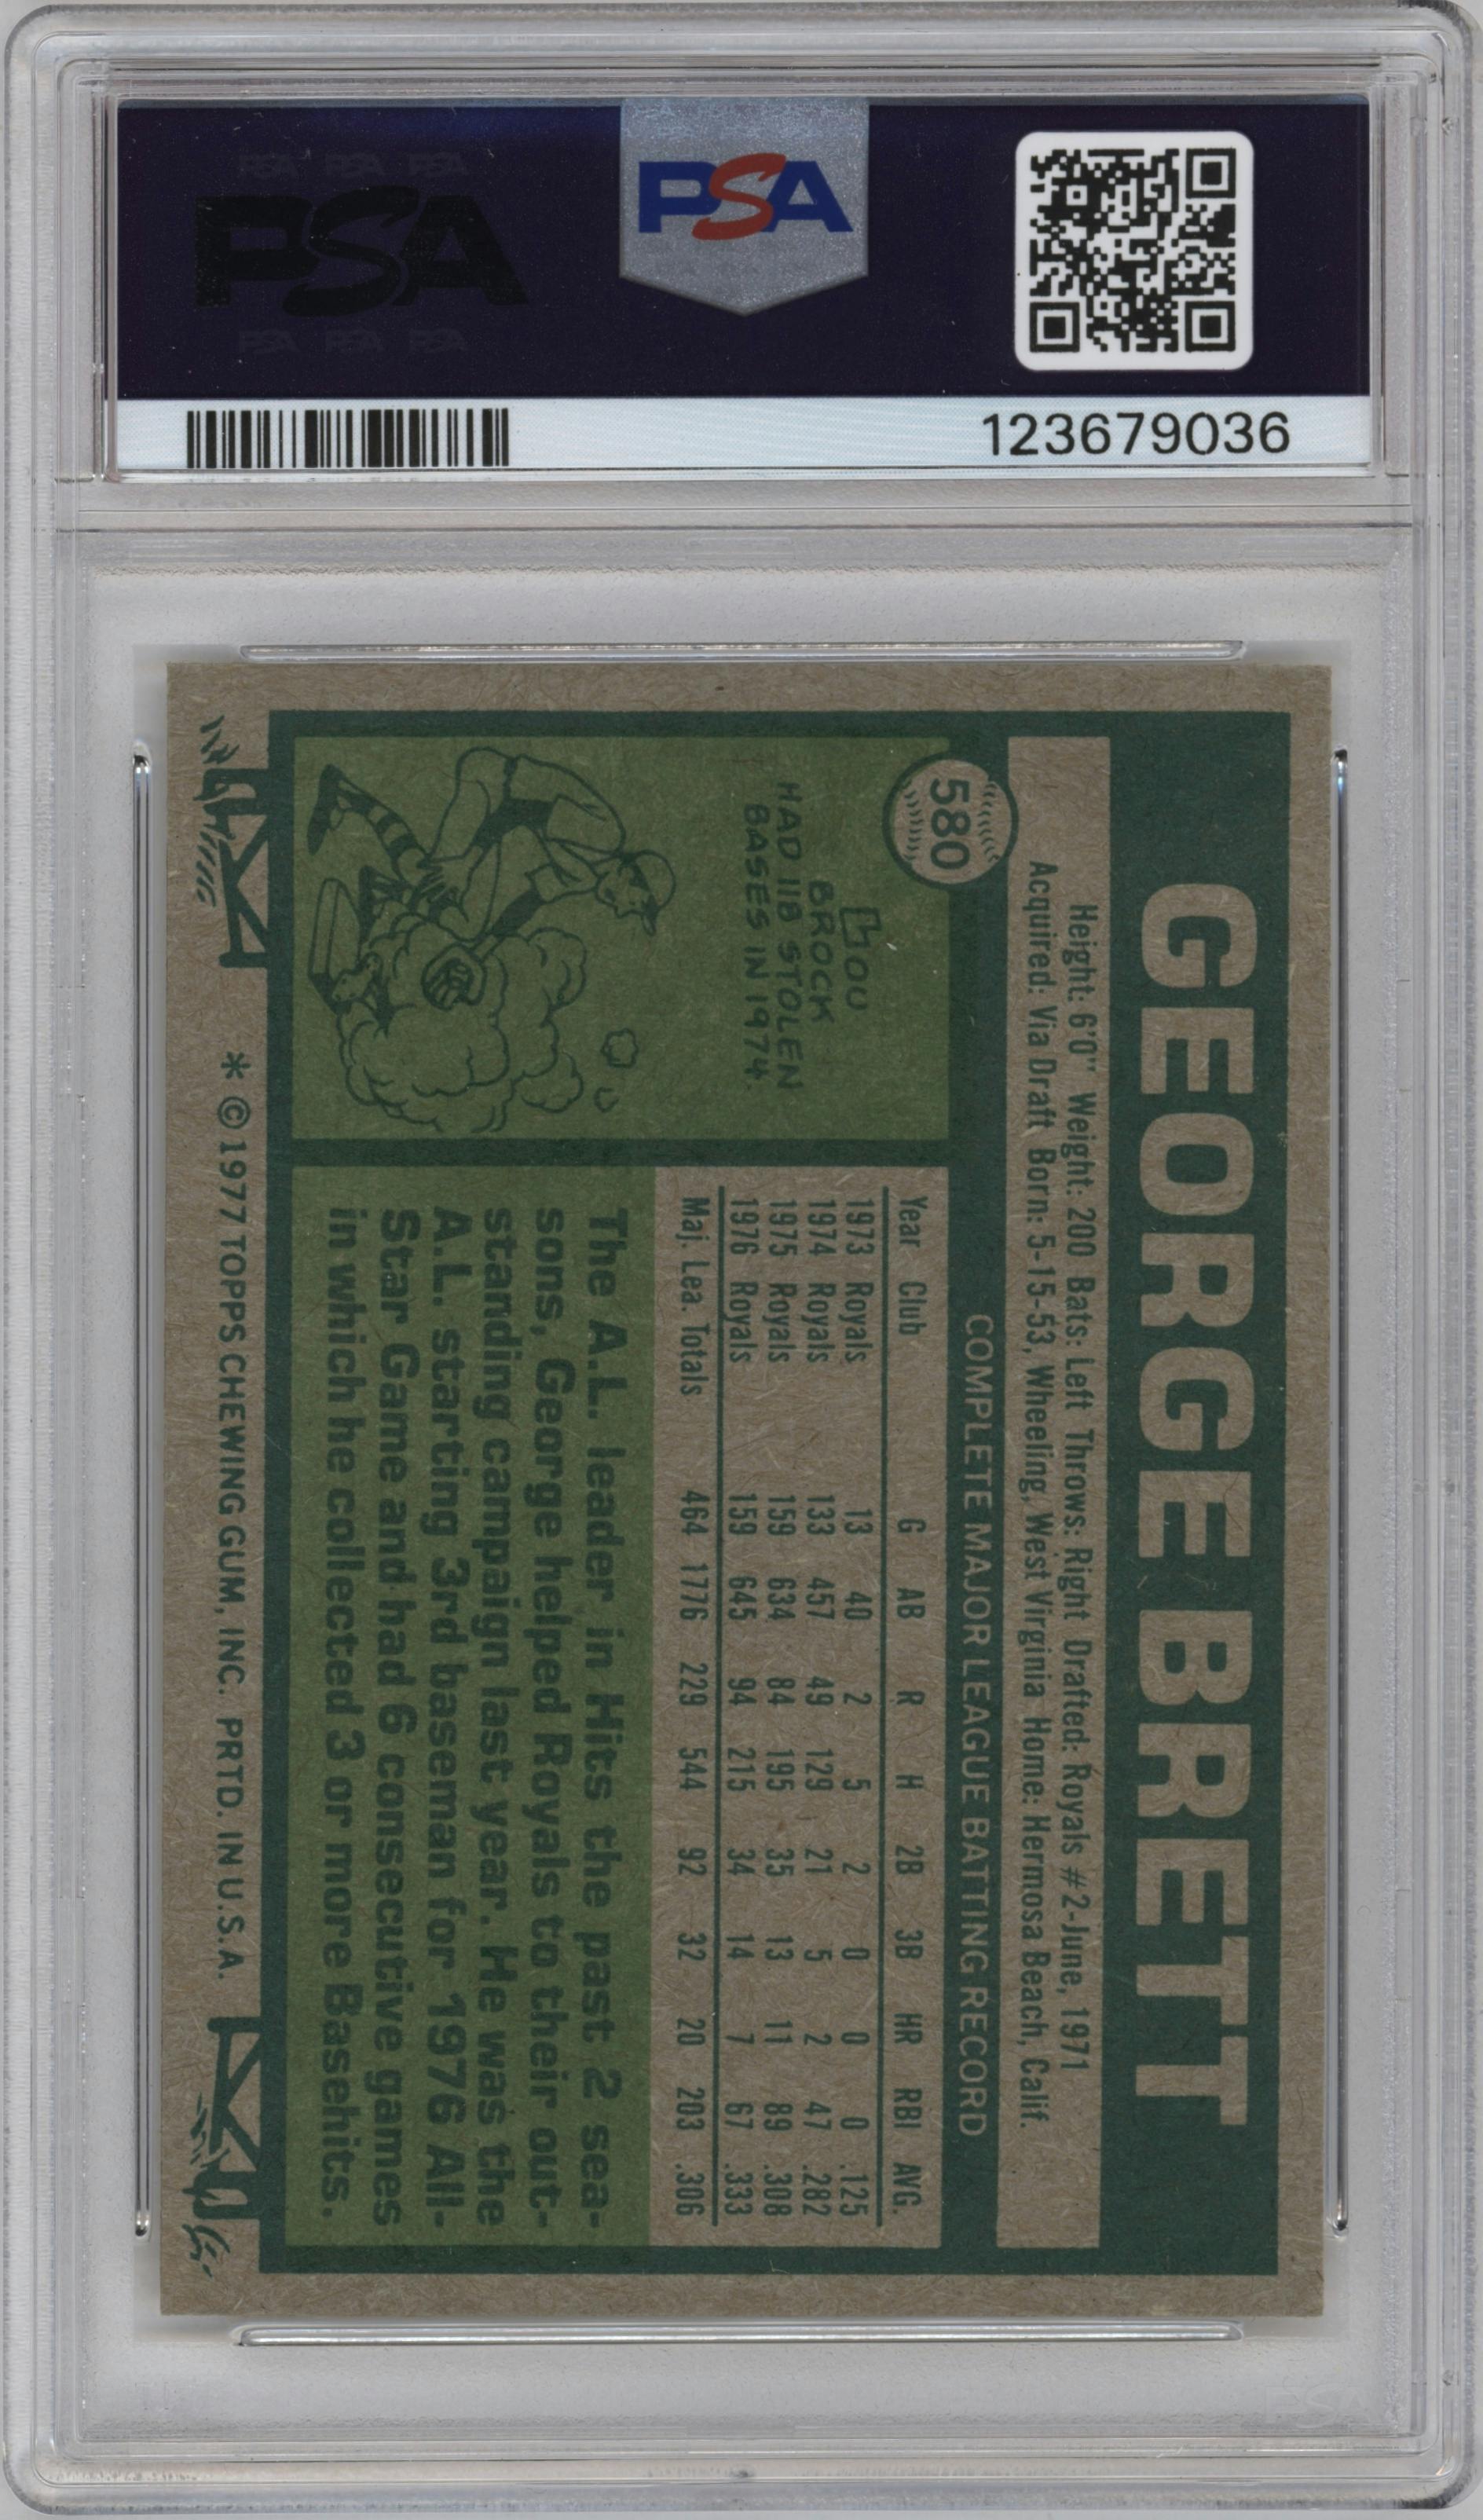 PSA PSA PSA
PSA
PSA PSA PSA
PSA
123679036
580
GEORGE BRETT
Height: 6'0" Weight: 200 Bats: Left Throws: Right Drafted: Royals #2-June, 1971
Acquired: Via Draft Born: 5-15-53, Wheeling, West Virginia Home: Hermosa Beach, Calif.
COMPLETE MAJOR LEAGUE BATTING RECORD
LOU
BROCK
HAD 118 STOLEN
BASES IN 1974.
Year Club G AB R H 2B 3B HR RBI AVG.
1973 Royals 13 40 2 5 2 0 0 0 .125
1974 Royals 133 457 49 129 21 5 2 47 .282
1975 Royals 159 634 84 195 35 13 11 89 .308
1976 Royals 159 645 94 215 34 14 7 67 .333
Maj. Lea. Totals 464 1776 229 544 92 32 20 203 .306
The A.L. leader in Hits the past 2 sea-
sons, George helped Royals to their out-
standing campaign last year. He was the
A.L. starting 3rd baseman for 1976 All-
Star Game and had 6 consecutive games
in which he collected 3 or more Basehits.
* ©1977 TOPPS CHEWING GUM, INC. PRTD. IN U.S.A.
PSA